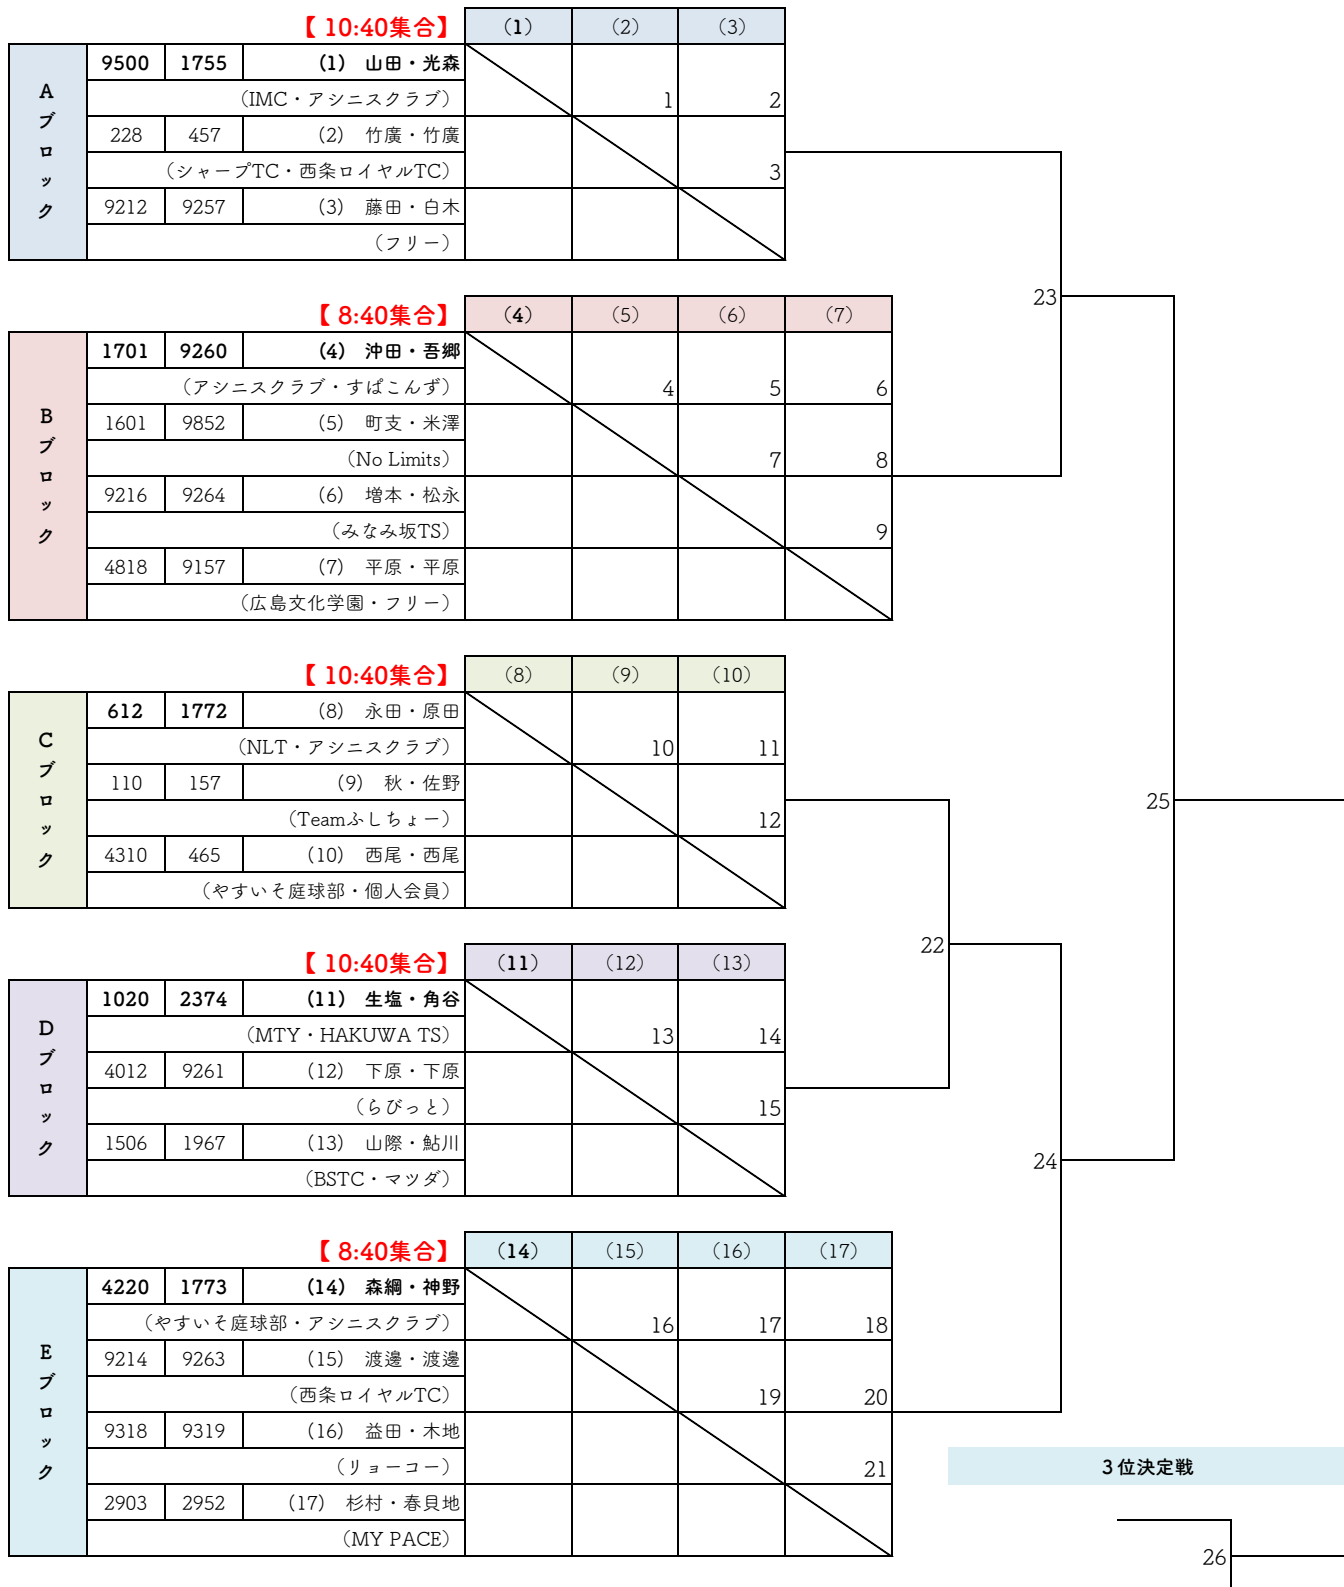 【 10:40集合】 （1） （2） （3）
Aブロック
9500 1755 （1） 山田・光森
（IMC・アシニスクラブ） 1 2
228 457 （2） 竹廣・竹廣
（シャープTC・西条ロイヤルTC） 3
9212 9257 （3） 藤田・白木
（フリー）
23
【 8:40集合】 （4） （5） （6） （7）
Bブロック
1701 9260 （4） 沖田・吾郷
（アシニスクラブ・すぱこんず） 4 5 6
1601 9852 （5） 町支・米澤
（No Limits） 7 8
9216 9264 （6） 増本・松永
（みなみ坂TS） 9
4818 9157 （7） 平原・平原
（広島文化学園・フリー）
【 10:40集合】 （8） （9） （10）
Cブロック
612 1772 （8） 永田・原田
（NLT・アシニスクラブ） 10 11
110 157 （9） 秋・佐野
（Teamふしちょー） 12
25
4310 465 （10） 西尾・西尾
（やすいそ庭球部・個人会員）
22
【 10:40集合】 （11） （12） （13）
Dブロック
1020 2374 （11） 生塩・角谷
（MTY・HAKUWA TS） 13 14
4012 9261 （12） 下原・下原
（らびっと） 15
1506 1967 （13） 山際・鮎川
（BSTC・マツダ）
24
【 8:40集合】 （14） （15） （16） （17）
Eブロック
4220 1773 （14） 森綱・神野
（やすいそ庭球部・アシニスクラブ） 16 17 18
9214 9263 （15） 渡邊・渡邊
（西条ロイヤルTC） 19 20
9318 9319 （16） 益田・木地
（リョーコー） 21
3位決定戦
2903 2952 （17） 杉村・春貝地
（MY PACE）
26